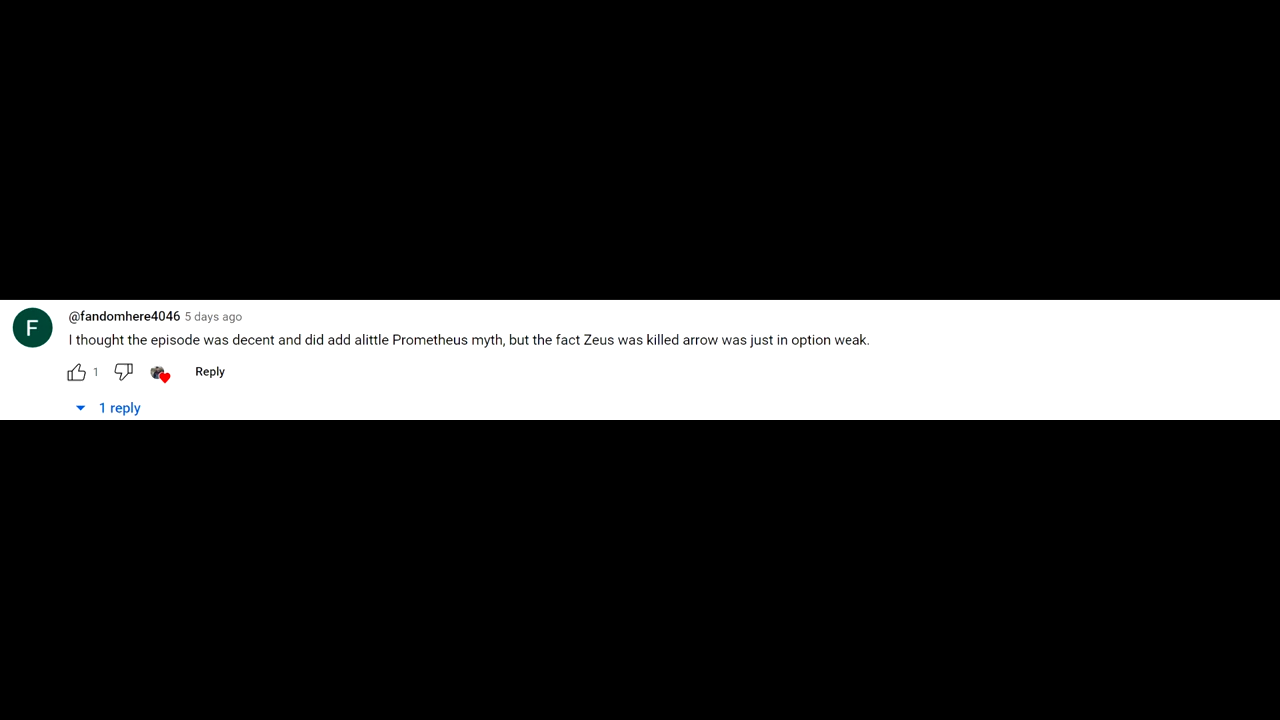 F
@fandomhere4046 5 days ago
I thought the episode was decent and did add alittle Prometheus myth, but the fact Zeus was killed arrow was just in option weak.
1 Reply
1 reply